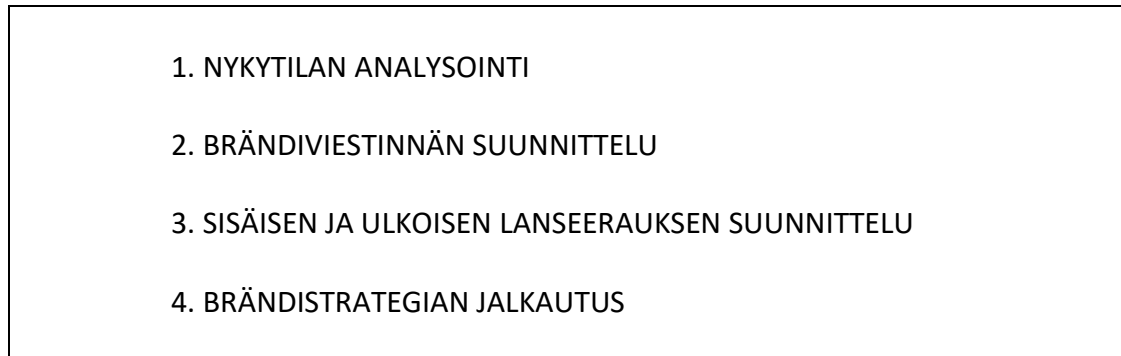 1. NYKYTILAN ANALYSOINTI
2. BRÄNDIVIESTINNÄN SUUNNITTELU
3. SISÄISEN JA ULKOISEN LANSEERAUKSEN SUUNNITTELU
4. BRÄNDISTRATEGIAN JALKAUTUS